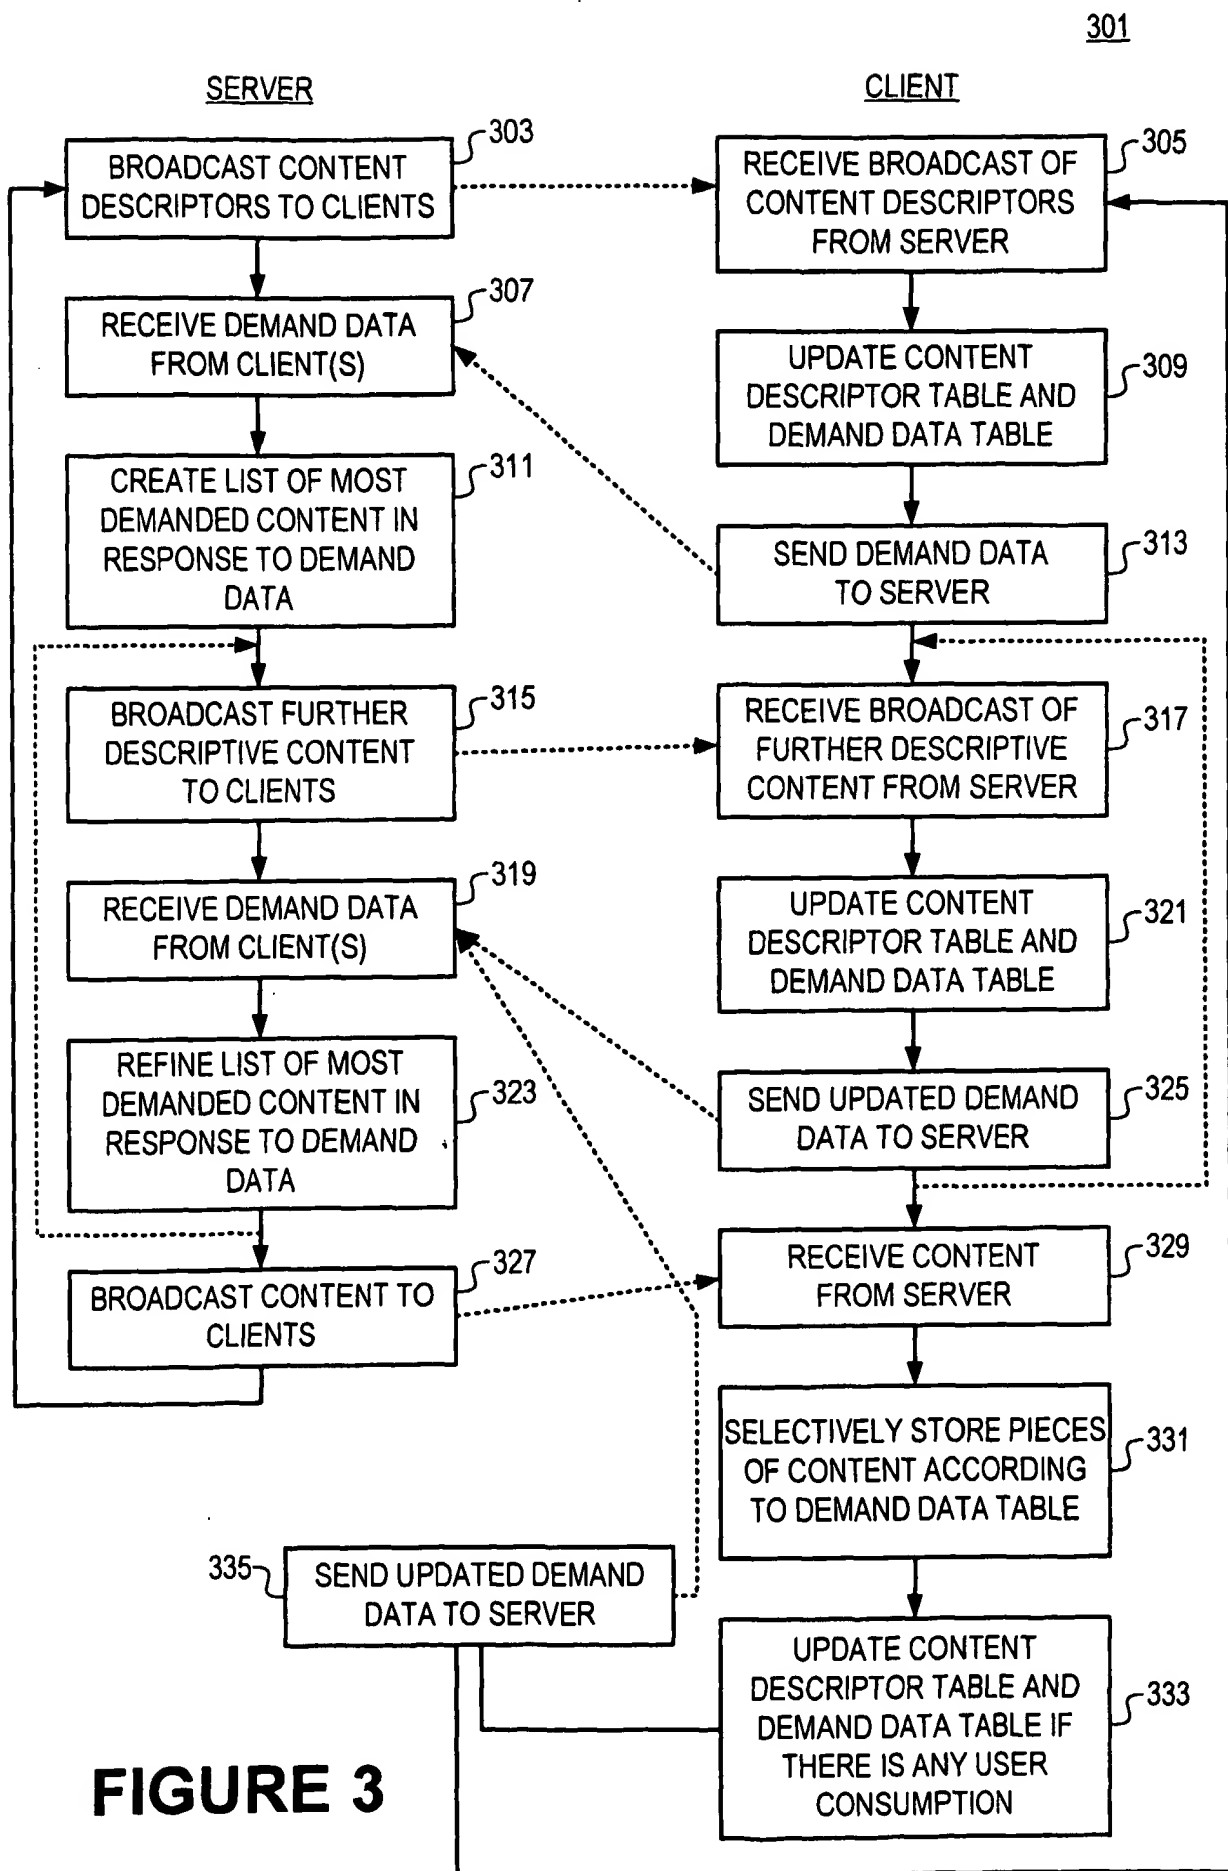 301
SERVER
CLIENT
BROADCAST CONTENT
DESCRIPTORS TO CLIENTS
303
RECEIVE BROADCAST OF
CONTENT DESCRIPTORS
FROM SERVER
305
RECEIVE DEMAND DATA
FROM CLIENT(S)
307
UPDATE CONTENT
DESCRIPTOR TABLE AND
DEMAND DATA TABLE
309
CREATE LIST OF MOST
DEMANDED CONTENT IN
RESPONSE TO DEMAND
DATA
311
SEND DEMAND DATA
TO SERVER
313
BROADCAST FURTHER
DESCRIPTIVE CONTENT
TO CLIENTS
315
RECEIVE BROADCAST OF
FURTHER DESCRIPTIVE
CONTENT FROM SERVER
317
RECEIVE DEMAND DATA
FROM CLIENT(S)
319
UPDATE CONTENT
DESCRIPTOR TABLE AND
DEMAND DATA TABLE
321
REFINE LIST OF MOST
DEMANDED CONTENT IN
RESPONSE TO DEMAND
DATA
323
SEND UPDATED DEMAND
DATA TO SERVER
325
BROADCAST CONTENT TO
CLIENTS
327
RECEIVE CONTENT
FROM SERVER
329
SELECTIVELY STORE PIECES
OF CONTENT ACCORDING
TO DEMAND DATA TABLE
331
335
SEND UPDATED DEMAND
DATA TO SERVER
UPDATE CONTENT
DESCRIPTOR TABLE AND
DEMAND DATA TABLE IF
THERE IS ANY USER
CONSUMPTION
333
FIGURE 3